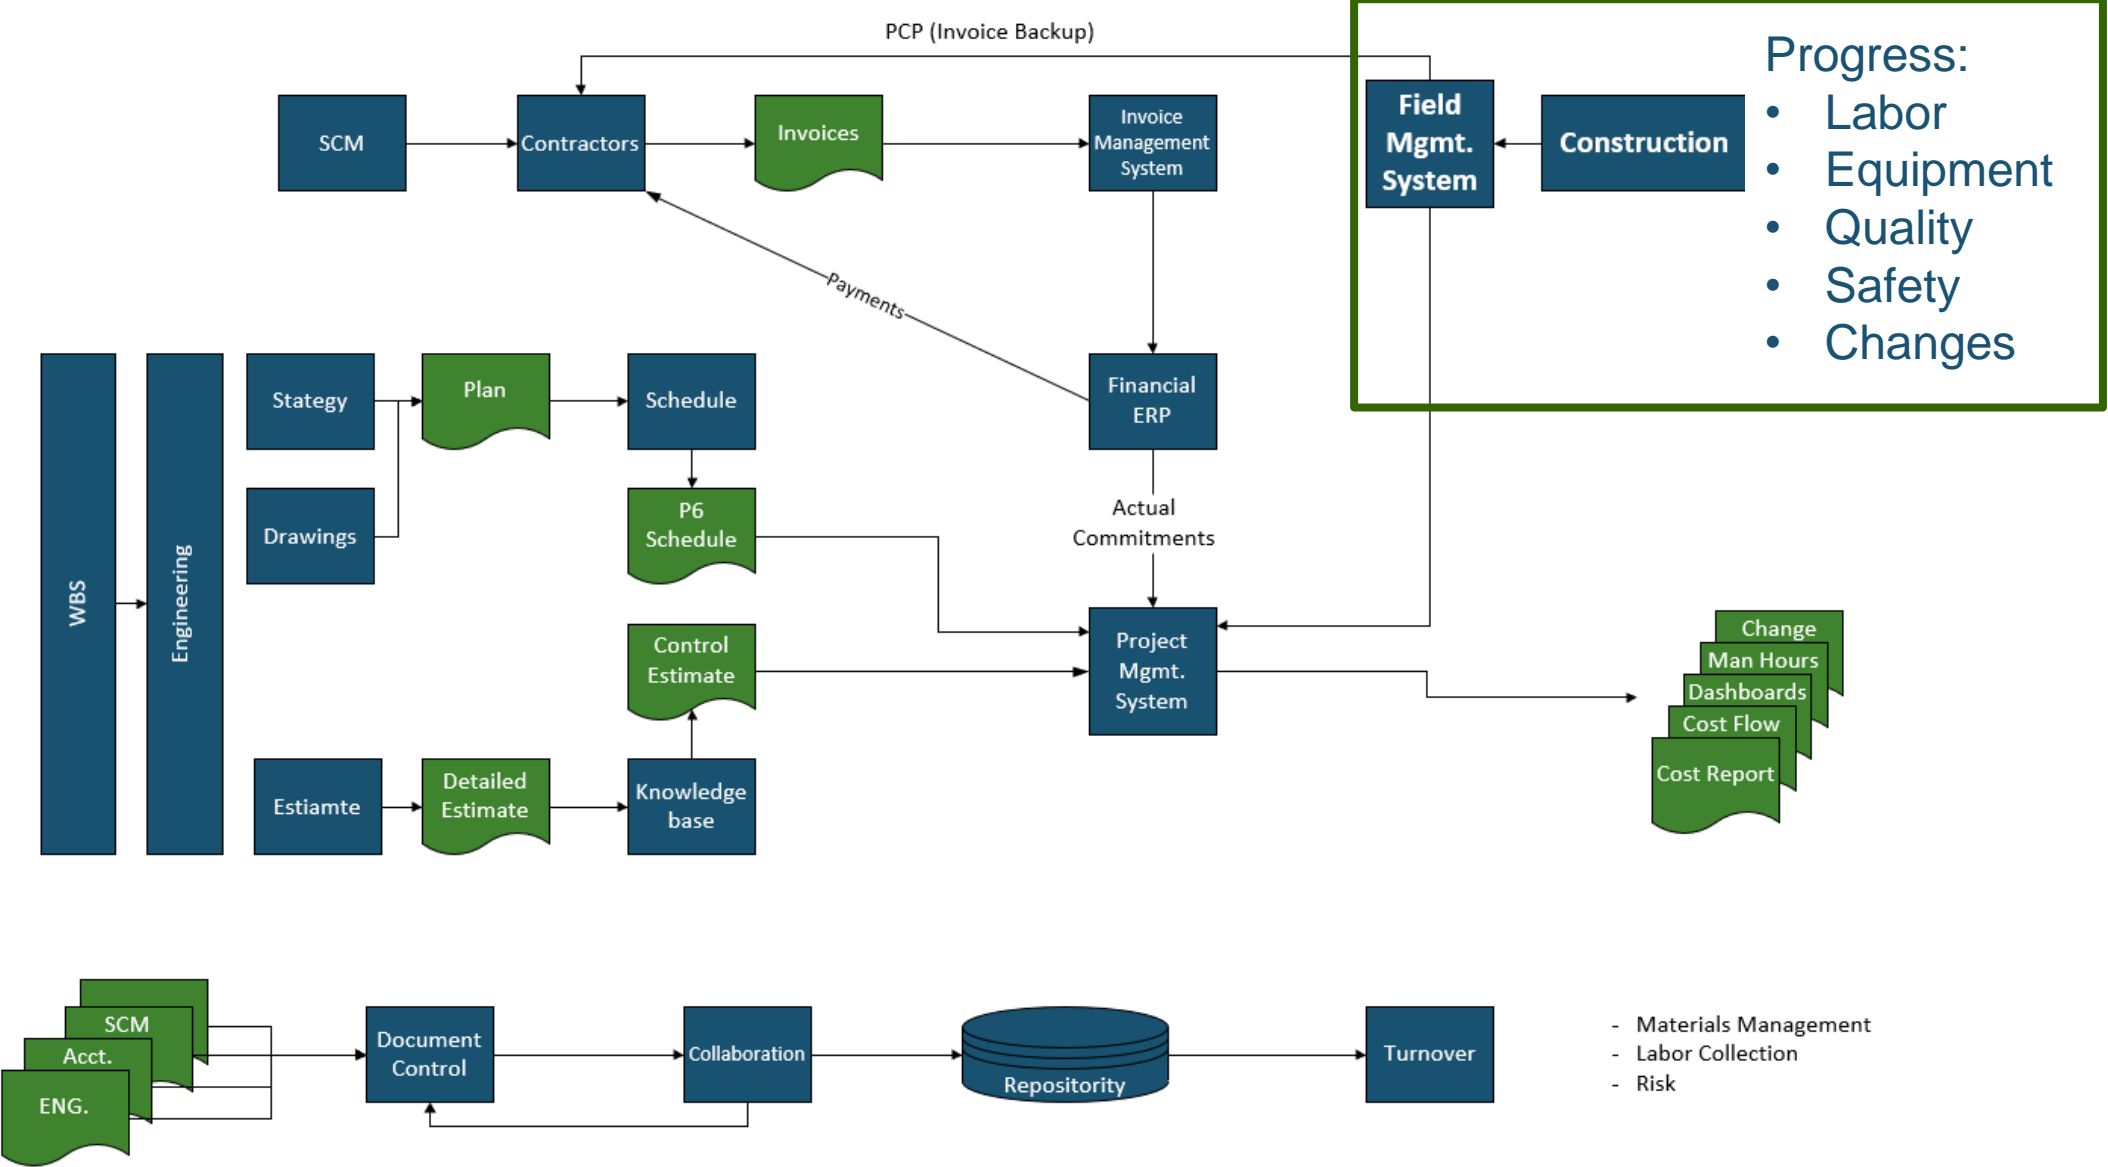 PCP (Invoice Backup)
Progress:
• Labor
• Equipment
• Quality
• Safety
• Changes
SCM
Contractors
Invoices
Invoice
Management
System
Field
Mgmt.
System
Construction
Payments
WBS
Engineering
Stategy
Plan
Schedule
Financial
ERP
Drawings
P6
Schedule
Actual
Commitments
Control
Estimate
Project
Mgmt.
System
Change
Man Hours
Dashboards
Cost Flow
Cost Report
Estiamte
Detailed
Estimate
Knowledge
base
SCM
Acct.
ENG.
Document
Control
Collaboration
Repositority
Turnover
- Materials Management
- Labor Collection
- Risk